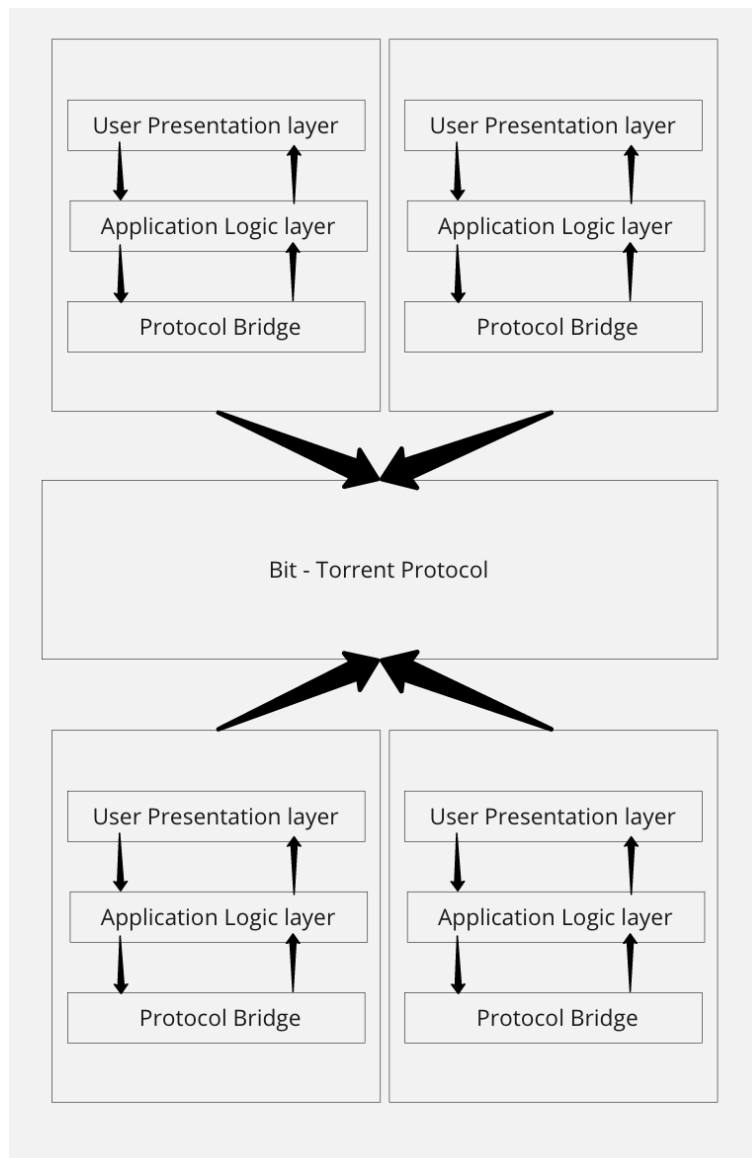 User Presentation layer
User Presentation layer
Application Logic layer
Application Logic layer
Protocol Bridge
Protocol Bridge
Bit - Torrent Protocol
User Presentation layer
User Presentation layer
Application Logic layer
Application Logic layer
Protocol Bridge
Protocol Bridge